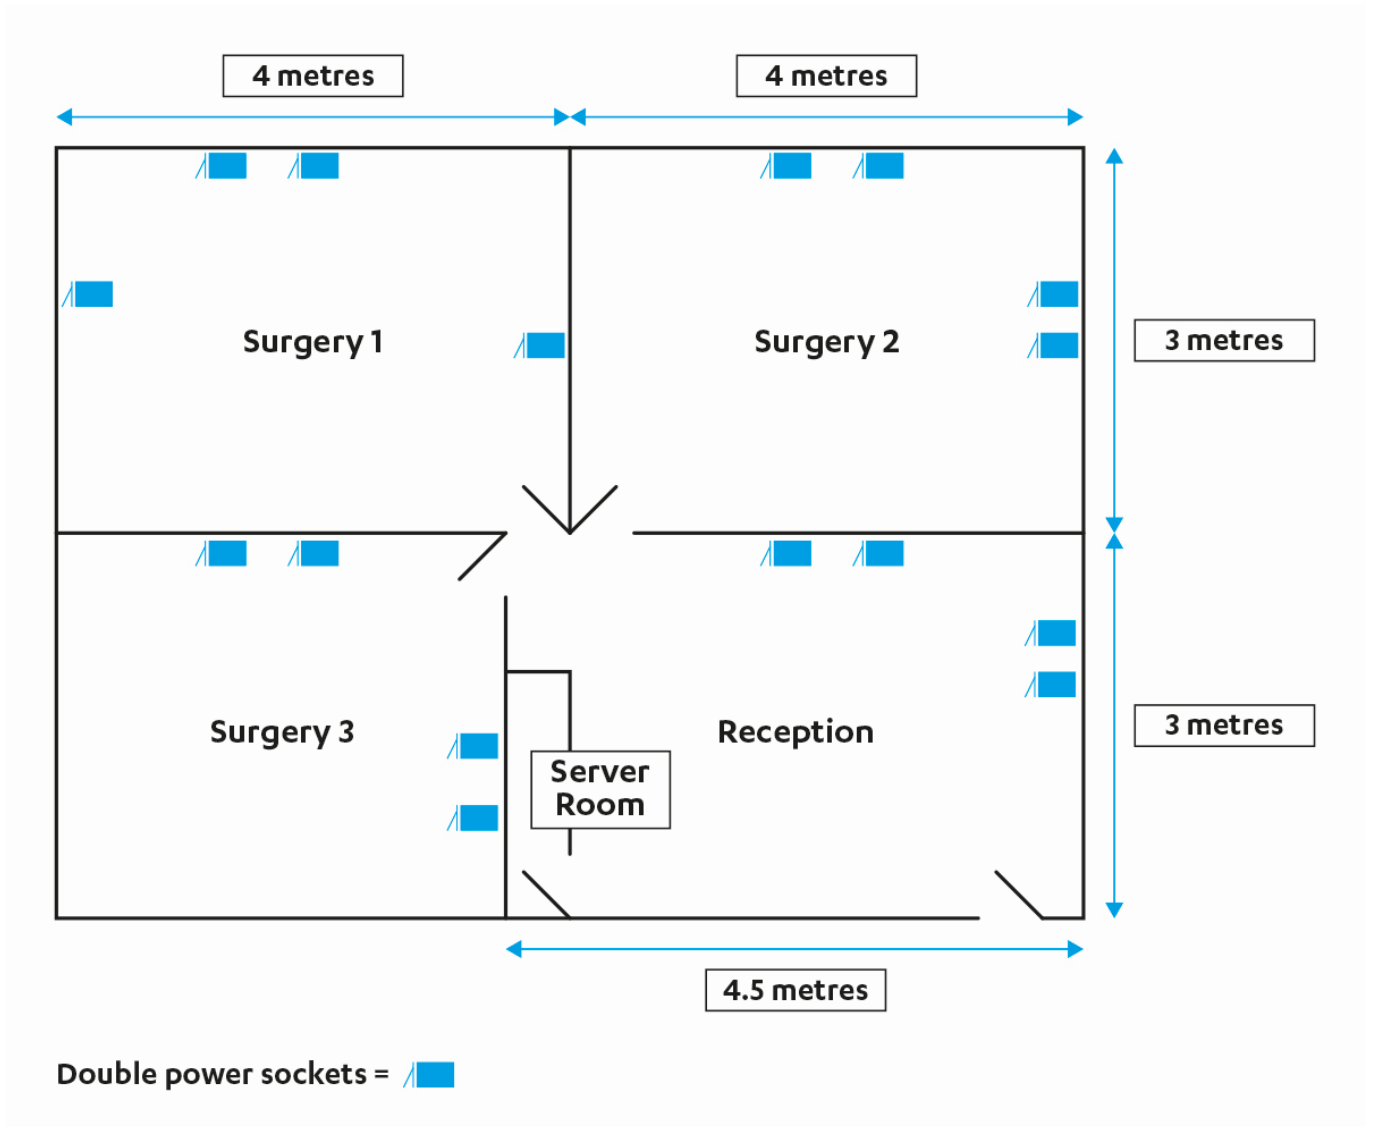 4 metres
4 metres
Surgery 1
Surgery 2
3 metres
Surgery 3
Reception
3 metres
Server
Room
4.5 metres
Double power sockets =